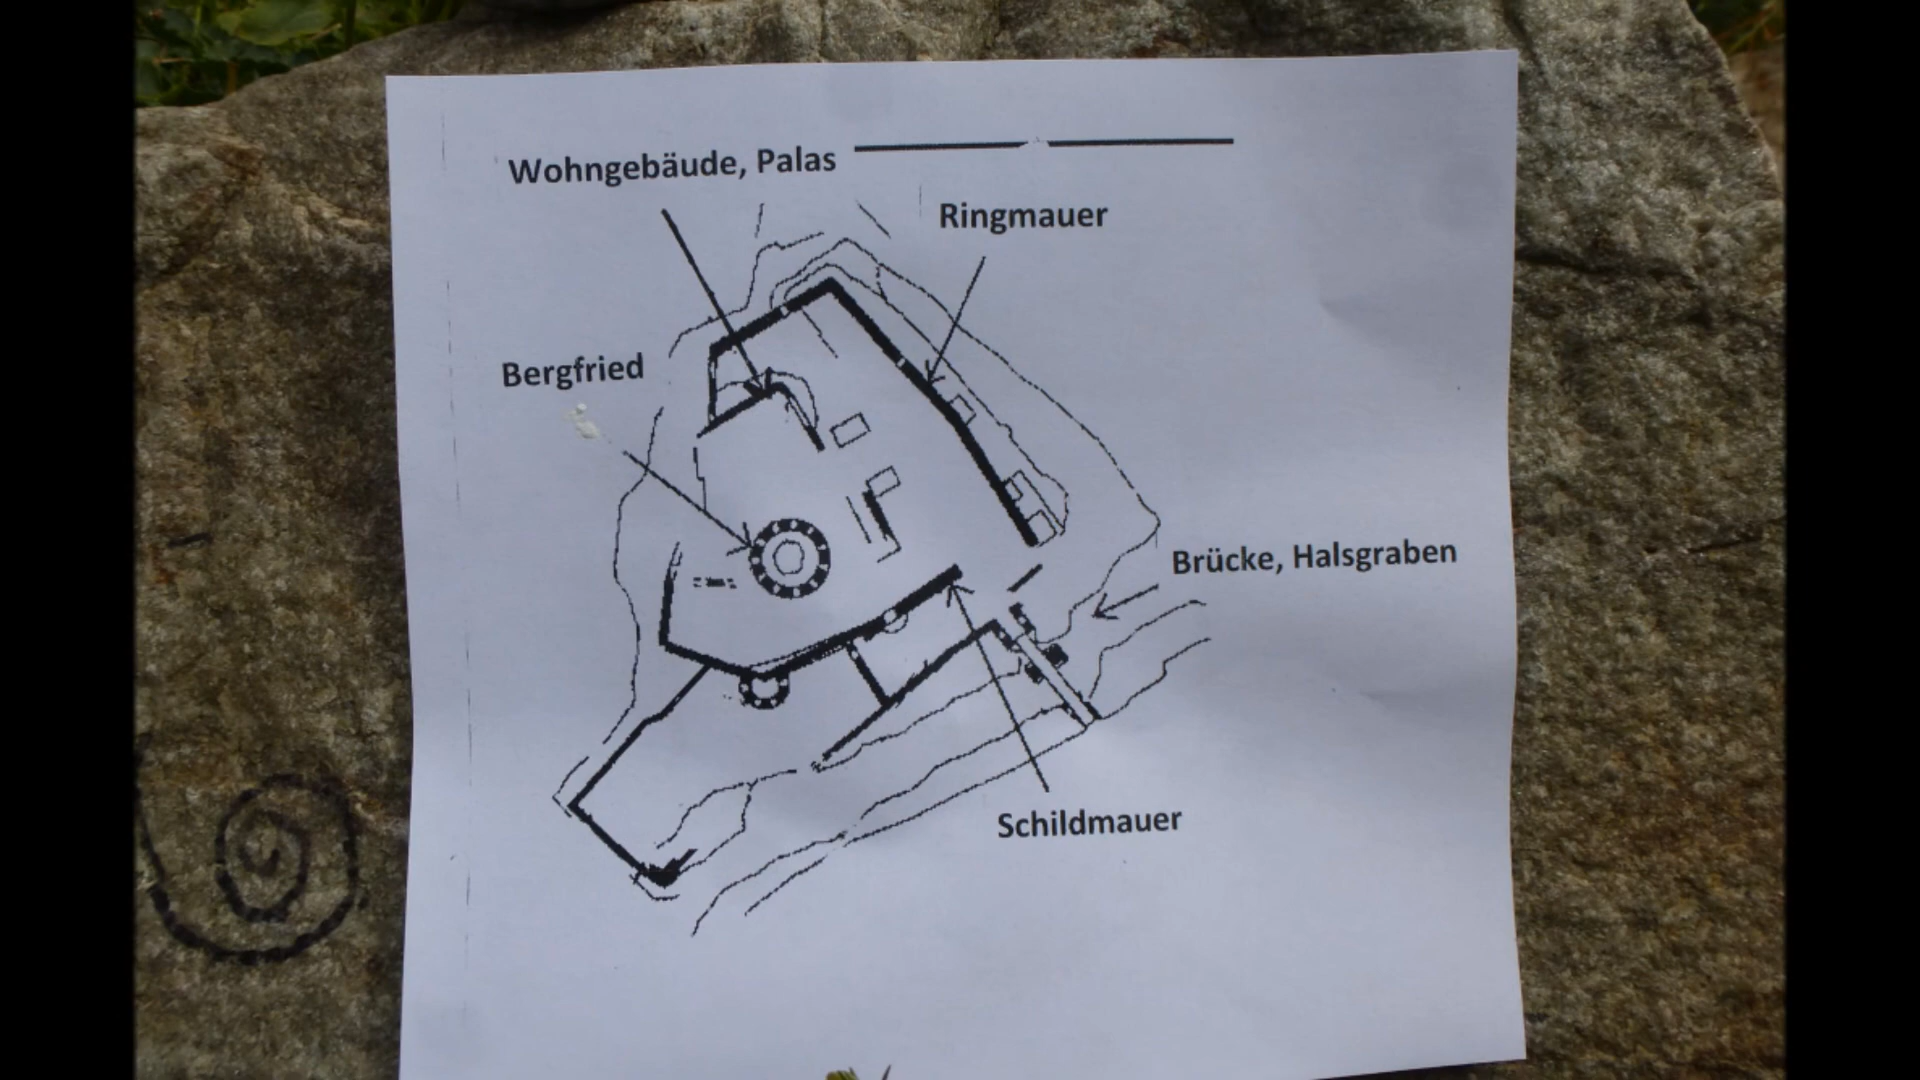 Wohngebäude, Palas
Ringmauer
Bergfried
Brücke, Halsgraben
Schildmauer